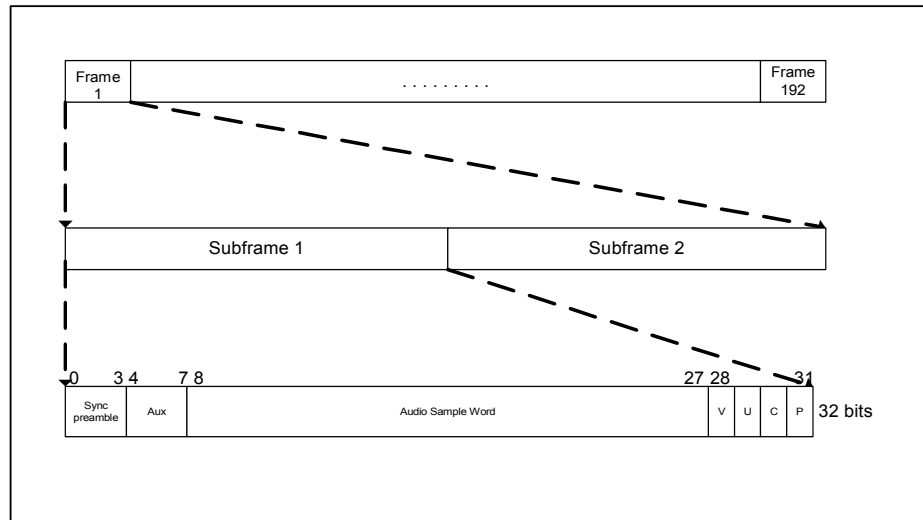 Frame 1 . . . . . . . . . Frame 192
Subframe 1 Subframe 2
0 3 4 7 8 27 28 31
Sync preamble Aux Audio Sample Word V U C P 32 bits